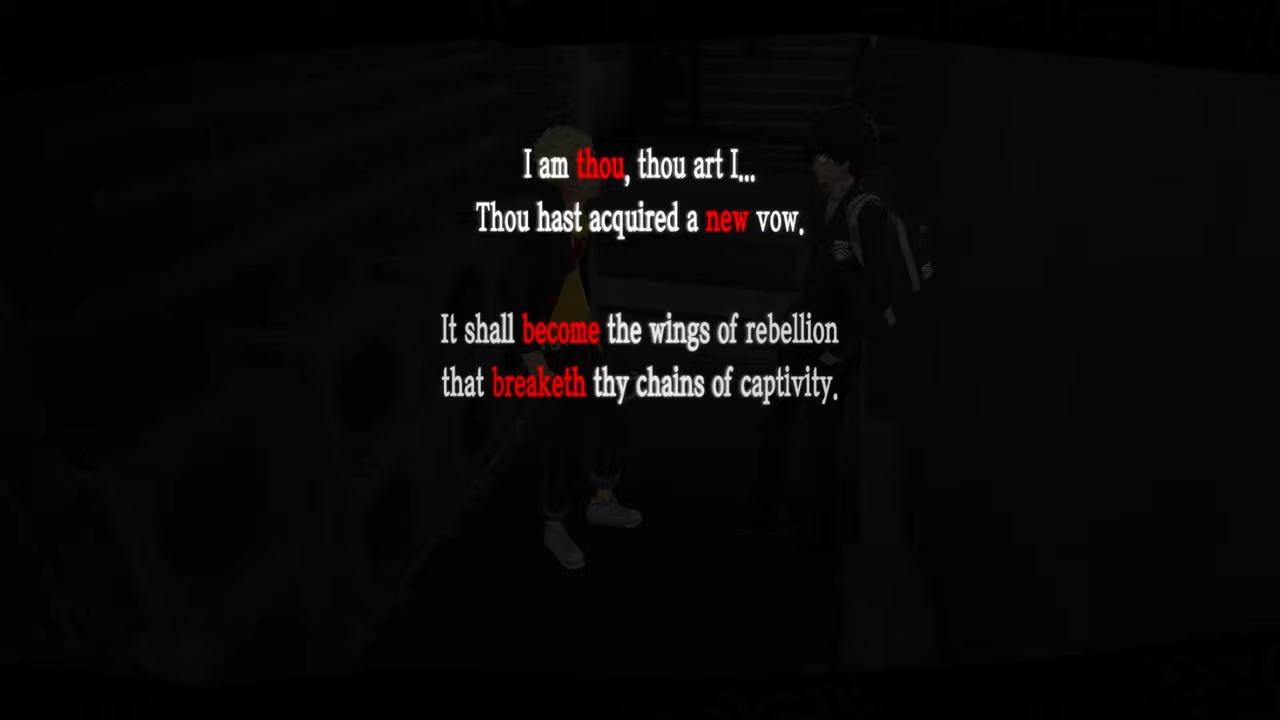 I am thou, thou art I...
Thou hast acquired a new vow.
It shall become the wings of rebellion
that breaketh thy chains of captivity.